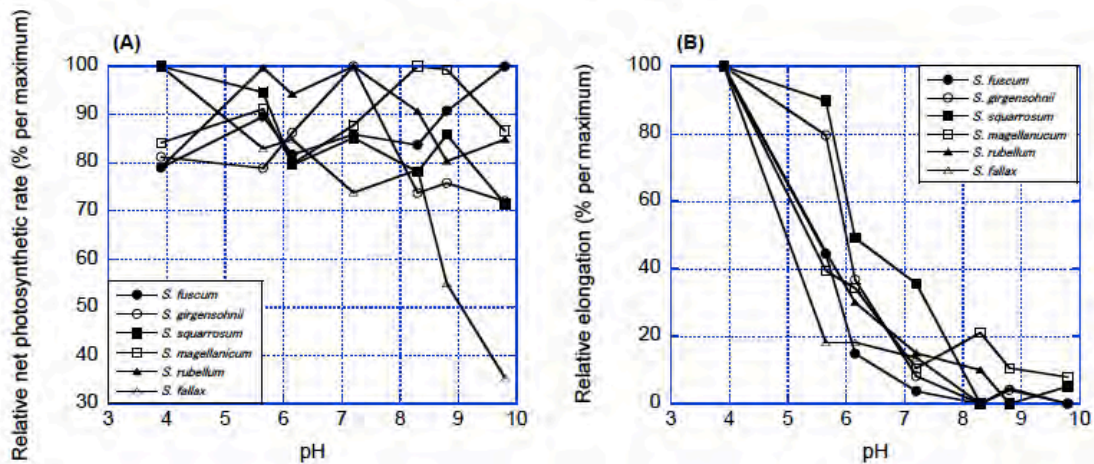 (A)
Relative net photosynthetic rate (% per maximum)
100
90
80
70
60
50
40
30
S. fuscum
S. girgensohnii
S. squarrosum
S. magellanicum
S. rubellum
S. fallax
3 4 5 6 7 8 9 10
pH
(B)
Relative elongation (% per maximum)
100
80
60
40
20
0
S. fuscum
S. girgensohnii
S. squarrosum
S. magellanucum
S. rubellum
S. fallax
3 4 5 6 7 8 9 10
pH